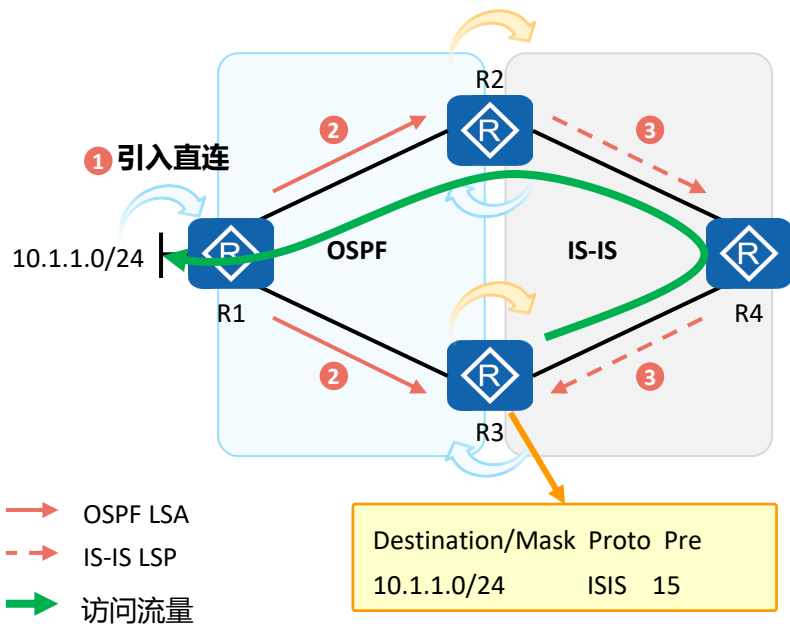 R2
2
3
1 引入直连
R
10.1.1.0/24
R
OSPF
IS-IS
R
R1
R4
2
R
3
R3
OSPF LSA
IS-IS LSP
访问流量
Destination/Mask Proto Pre
10.1.1.0/24 ISIS 15